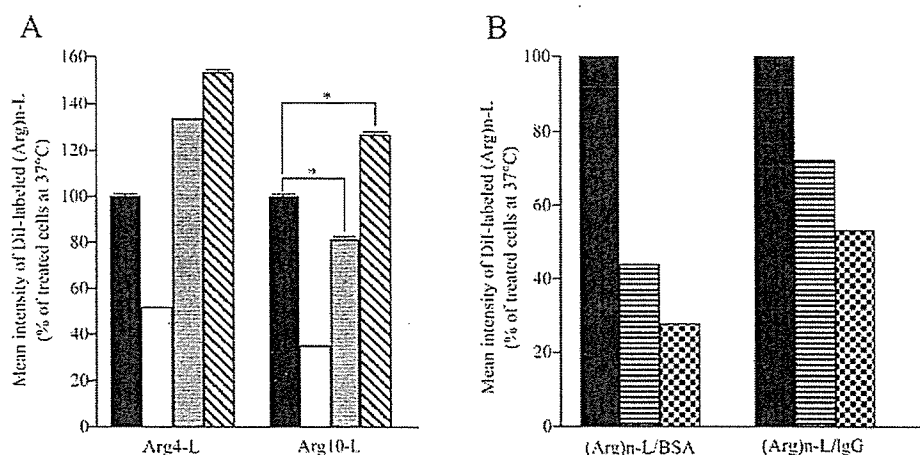 A
Mean intensity of DiI-labeled (Arg)n-L
(% of treated cells at 37°C)
160
140
120
100
80
60
40
20
0
*
*
Arg4-L
Arg10-L
B
Mean intensity of DiI-labeled (Arg)n-L
(% of treated cells at 37°C)
100
80
60
40
20
0
(Arg)n-L/BSA
(Arg)n-L/IgG